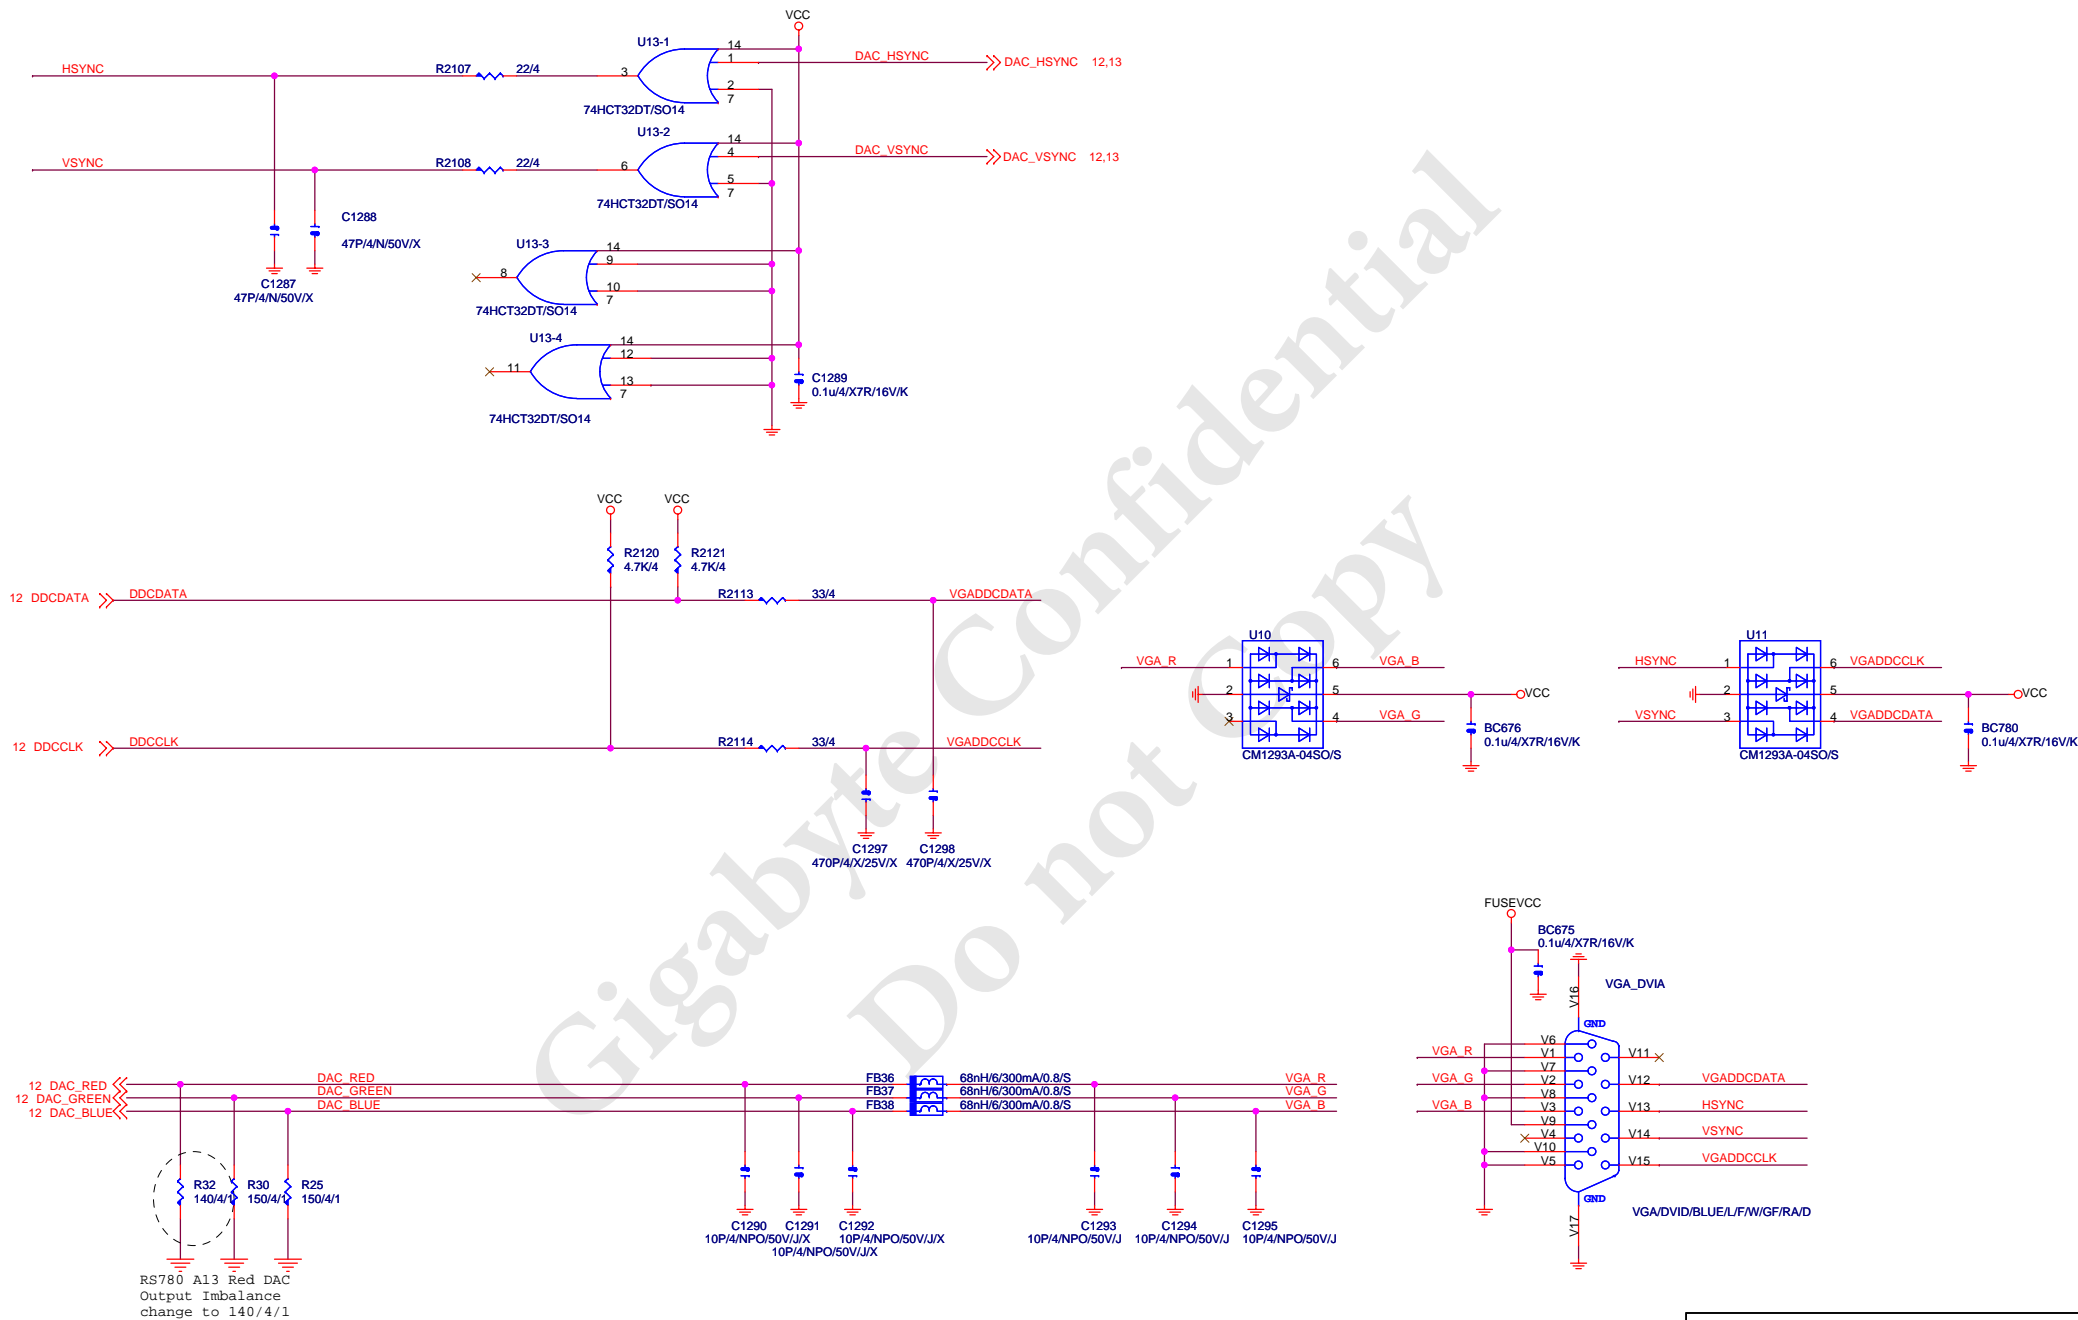 VCC
U13-1
14
1
DAC_HSYNC
DAC_HSYNC 12,13
HSYNC
R2107
22/4
3
2
7
74HCT32DT/SO14
U13-2
14
4
DAC_VSYNC
DAC_VSYNC 12,13
VSYNC
R2108
22/4
6
5
7
74HCT32DT/SO14
C1288
47P/4/N/50V/X
C1287
47P/4/N/50V/X
U13-3
14
9
8
10
7
74HCT32DT/SO14
U13-4
14
12
11
13
7
74HCT32DT/SO14
C1289
0.1u/4/X7R/16V/K
VCC
VCC
R2120
4.7K/4
R2121
4.7K/4
12 DDCDATA
DDCDATA
R2113
33/4
VGADDCDATA
12 DDCCLK
DDCCLK
R2114
33/4
VGADDCCLK
C1297
470P/4/X/25V/X
C1298
470P/4/X/25V/X
U10
VGA_R
1
6
VGA_B
2
5
VCC
3
4
VGA_G
BC676
0.1u/4/X7R/16V/K
CM1293A-04SO/S
U11
HSYNC
1
6
VGADDCCLK
2
5
VCC
VSYNC
3
4
VGADDCDATA
BC780
0.1u/4/X7R/16V/K
CM1293A-04SO/S
Gigabyte Confidential
Do not Copy
FUSEVCC
BC675
0.1u/4/X7R/16V/K
V16
VGA_DVIA
GND
V6
VGA_R
V1
V11
V7
VGA_G
V2
V12
VGADDCDATA
V8
VGA_B
V3
V13
HSYNC
V9
V4
V14
VSYNC
V10
V5
V15
VGADDCCLK
GND
V17
VGA/DVID/BLUE/L/F/W/GF/RA/D
12 DAC_RED
DAC_RED
FB36
68nH/6/300mA/0.8/S
VGA_R
12 DAC_GREEN
DAC_GREEN
FB37
68nH/6/300mA/0.8/S
VGA_G
12 DAC_BLUE
DAC_BLUE
FB38
68nH/6/300mA/0.8/S
VGA_B
R32
140/4/1
R30
150/4/1
R25
150/4/1
C1290
10P/4/NPO/50V/J/X
C1291
10P/4/NPO/50V/J/X
C1292
10P/4/NPO/50V/J/X
C1293
10P/4/NPO/50V/J
C1294
10P/4/NPO/50V/J
C1295
10P/4/NPO/50V/J
RS780 A13 Red DAC
Output Imbalance
change to 140/4/1